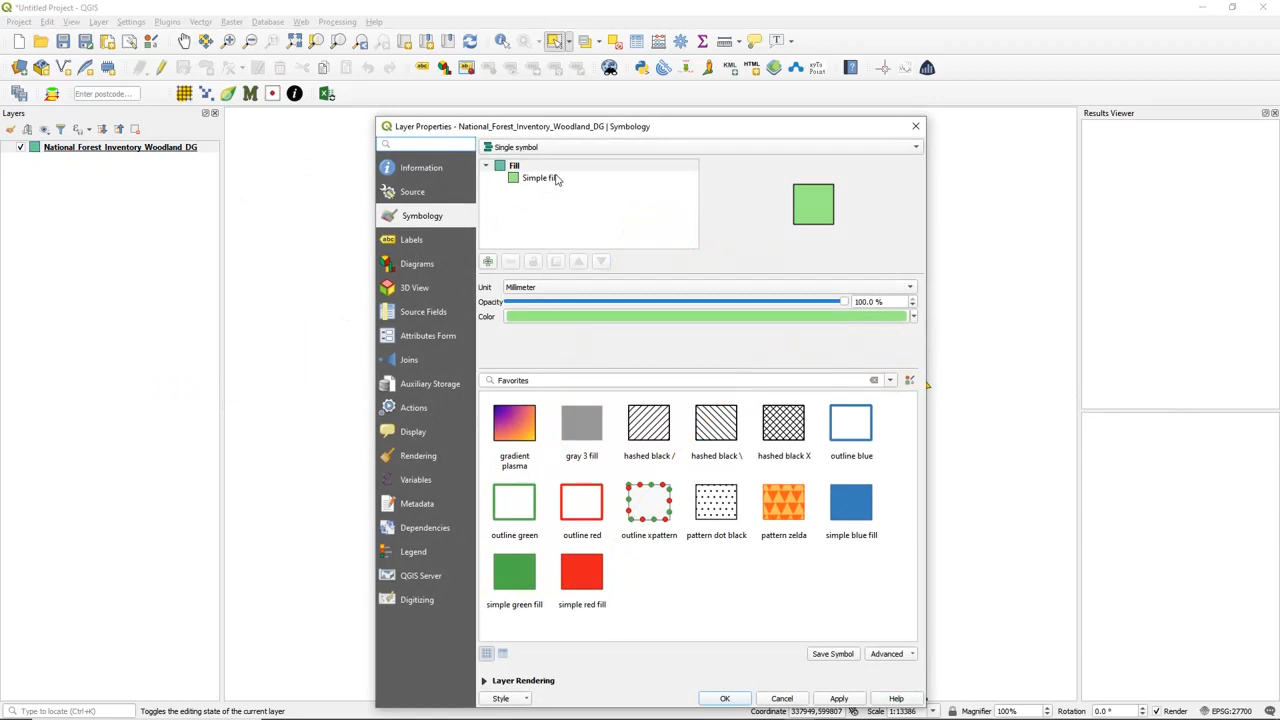 *Untitled Project - QGIS
Project Edit View Layer Settings Plugins Vector Raster Database Web Processing Help
Enter postcode...
Layers
Results Viewer
National_Forest_Inventory_Woodland_DG
Layer Properties - National_Forest_Inventory_Woodland_DG | Symbology
Information
Source
Symbology
Labels
Diagrams
3D View
Source Fields
Attributes Form
Joins
Auxiliary Storage
Actions
Display
Rendering
Variables
Metadata
Dependencies
Legend
QGIS Server
Digitizing
Single symbol
Fill
Simple fill
Unit Millimeter
Opacity 100.0 %
Color
Favorites
gradient plasma
gray 3 fill
hashed black /
hashed black \
hashed black X
outline blue
outline green
outline red
outline xpattern
pattern dot black
pattern zelda
simple blue fill
simple green fill
simple red fill
Save Symbol Advanced
Layer Rendering
Style OK Cancel Apply Help
Type to locate (Ctrl+K) Toggles the editing state of the current layer Coordinate 337949,599807 Scale 1:13386 Magnifier 100% Rotation 0.0 ° Render EPSG:27700